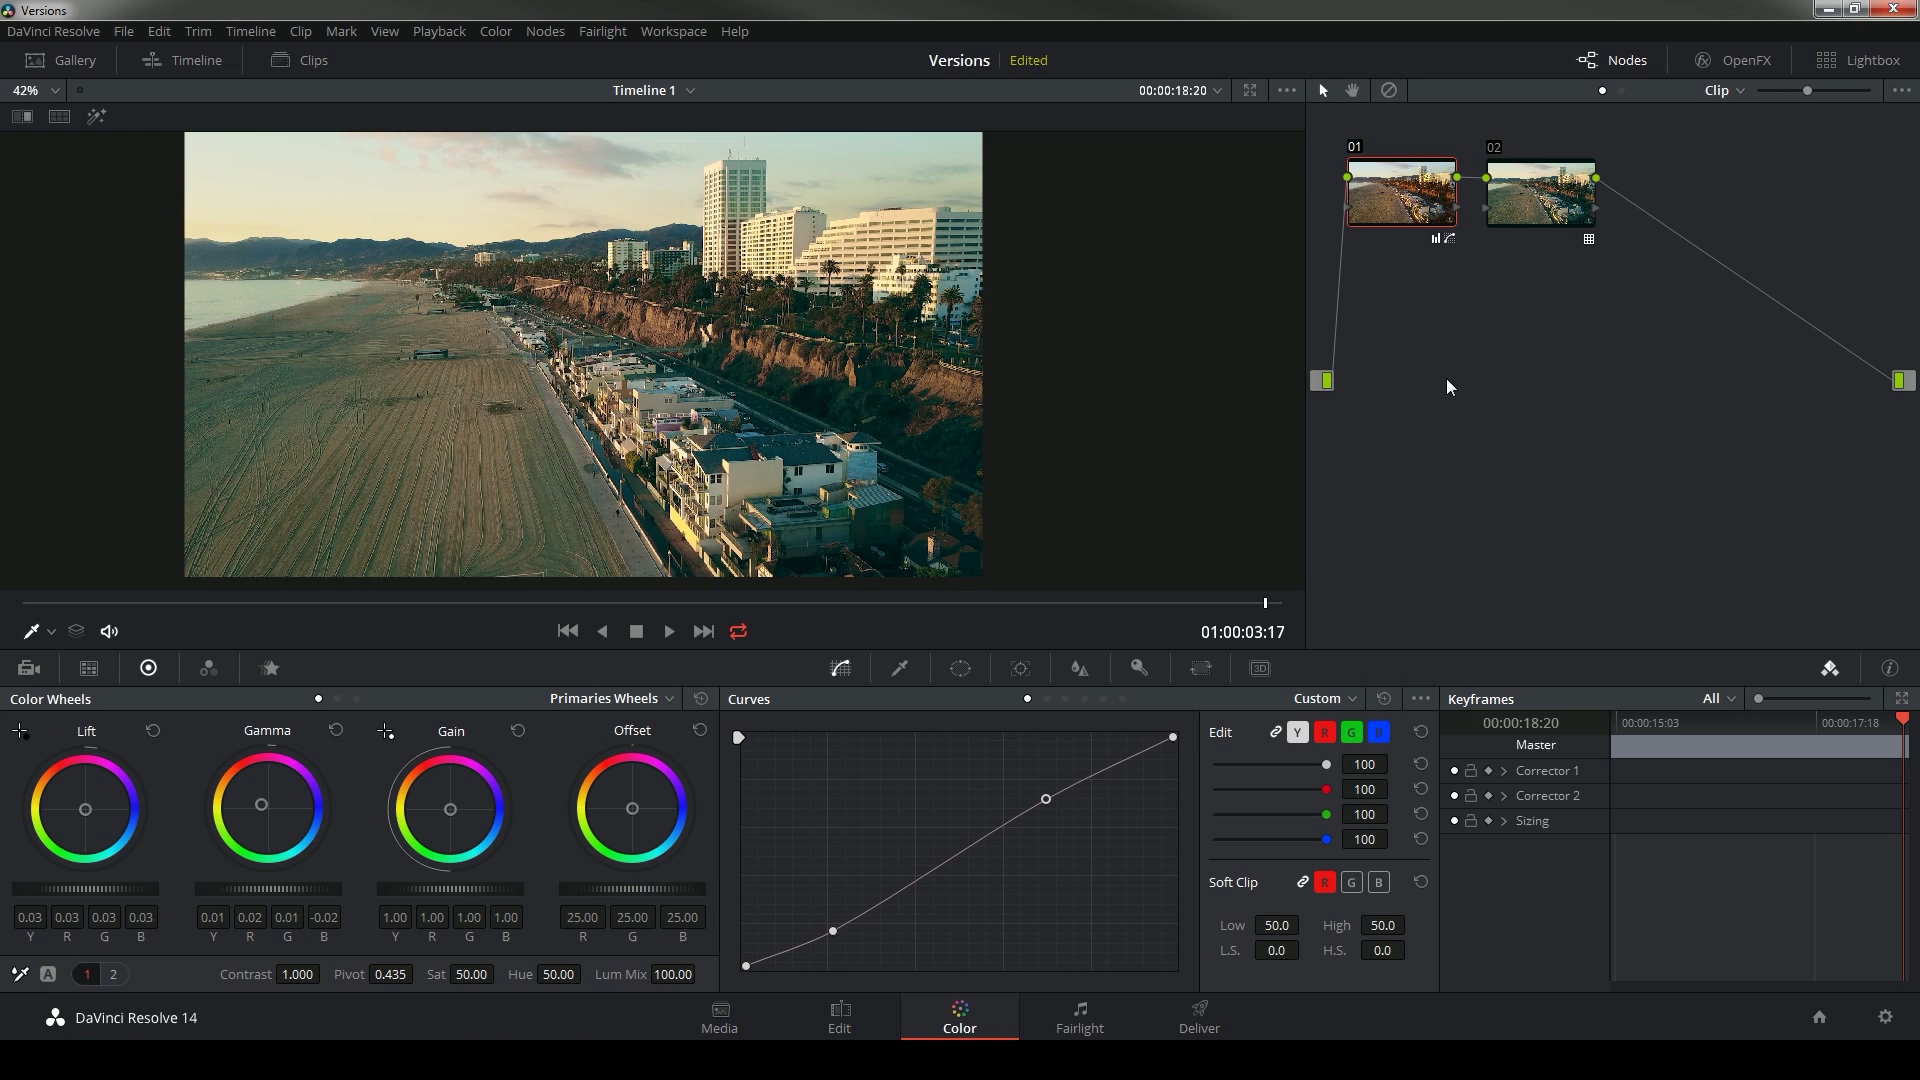 Versions
DaVinci Resolve File Edit Trim Timeline Clip Mark View Playback Color Nodes Fairlight Workspace Help
Gallery Timeline Clips Versions Edited Nodes OpenFX Lightbox
42% Timeline 1 00:00:18:20 Clip
01 02
01:00:03:17
3D
Color Wheels Primaries Wheels Curves Custom Keyframes All
Lift Gamma Gain Offset
Edit Y R G B
00:00:18:20 00:00:15:03 00:00:17:18
Master
100
Corrector 1
100
Corrector 2
100
Sizing
100
Soft Clip R G B
0.03 0.03 0.03 0.03 0.01 0.02 0.01 -0.02 1.00 1.00 1.00 1.00 25.00 25.00 25.00
Y R G B Y R G B Y R G B R G B
Low 50.0 High 50.0
L.S. 0.0 H.S. 0.0
A 1 2 Contrast 1.000 Pivot 0.435 Sat 50.00 Hue 50.00 Lum Mix 100.00
DaVinci Resolve 14
Media Edit Color Fairlight Deliver